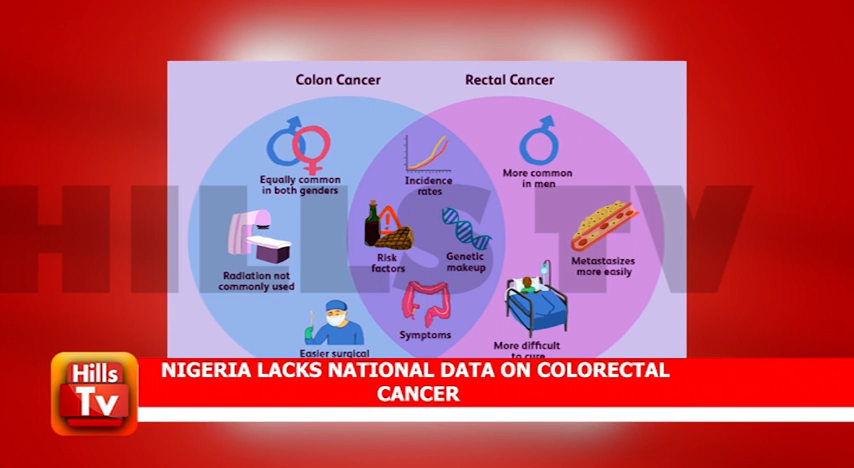 Colon Cancer
Rectal Cancer
Equally common
in both genders
Incidence
rates
More common
in men
Radiation not
commonly used
Risk
factors
Genetic
makeup
Metastasizes
more easily
Easier surgical
Symptoms
More difficult
to cure
HILLS TV
Hills
Tv
NIGERIA LACKS NATIONAL DATA ON COLORECTAL
CANCER